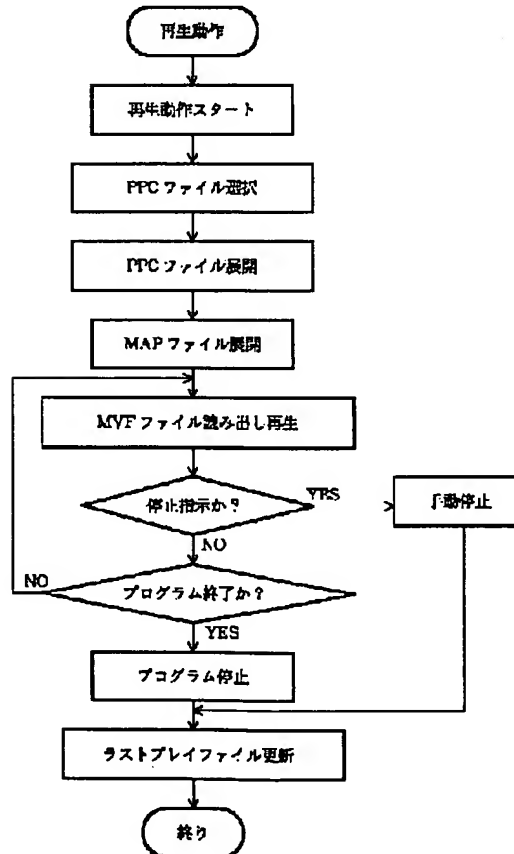 再生動作
再生動作スタート
PPCファイル選択
PPCファイル展開
MAPファイル展開
MVFファイル読み出し再生
停止指示か?
YES
手動停止
NO
NO
プログラム終了か?
YES
プログラム停止
ラストプレイファイル更新
終り